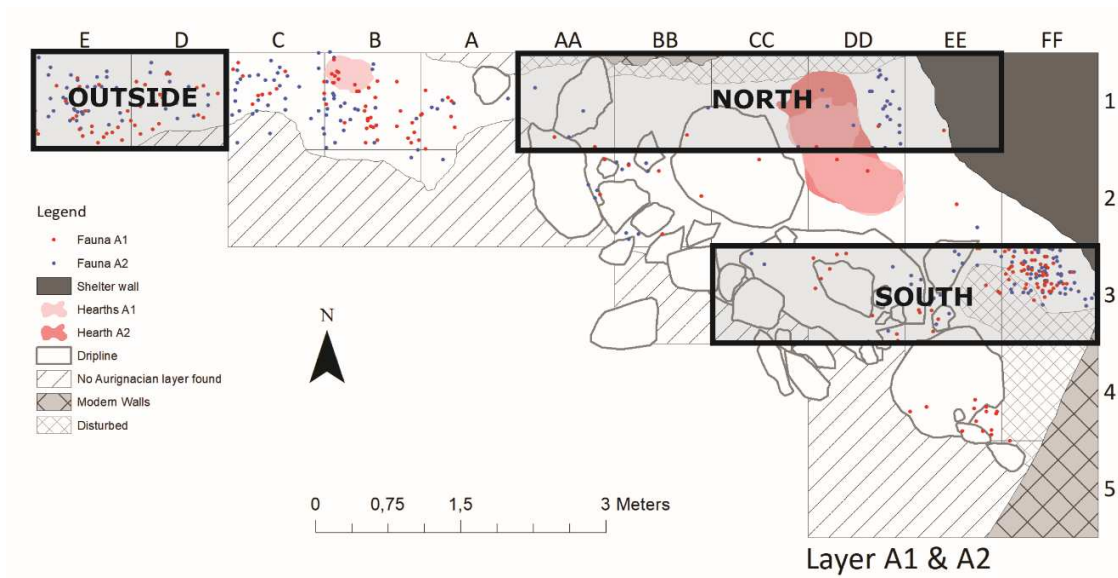 E D C B A AA BB CC DD EE FF
OUTSIDE
NORTH
1
2
SOUTH
3
4
5
Legend
Fauna A1
Fauna A2
Shelter wall
Hearths A1
Hearth A2
Dripline
No Aurignacian layer found
Modern Walls
Disturbed
N
0 0,75 1,5 3 Meters
Layer A1 & A2